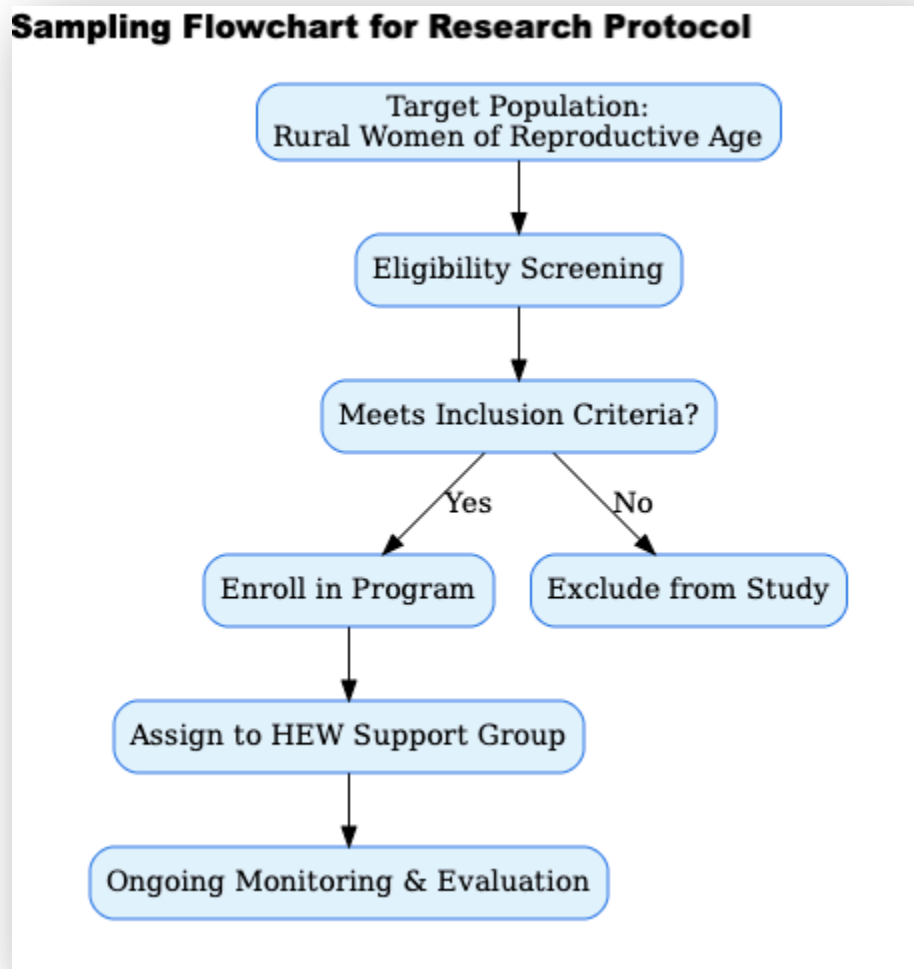 Sampling Flowchart for Research Protocol
Target Population:
Rural Women of Reproductive Age
Eligibility Screening
Meets Inclusion Criteria?
Yes
No
Enroll in Program
Exclude from Study
Assign to HEW Support Group
Ongoing Monitoring & Evaluation